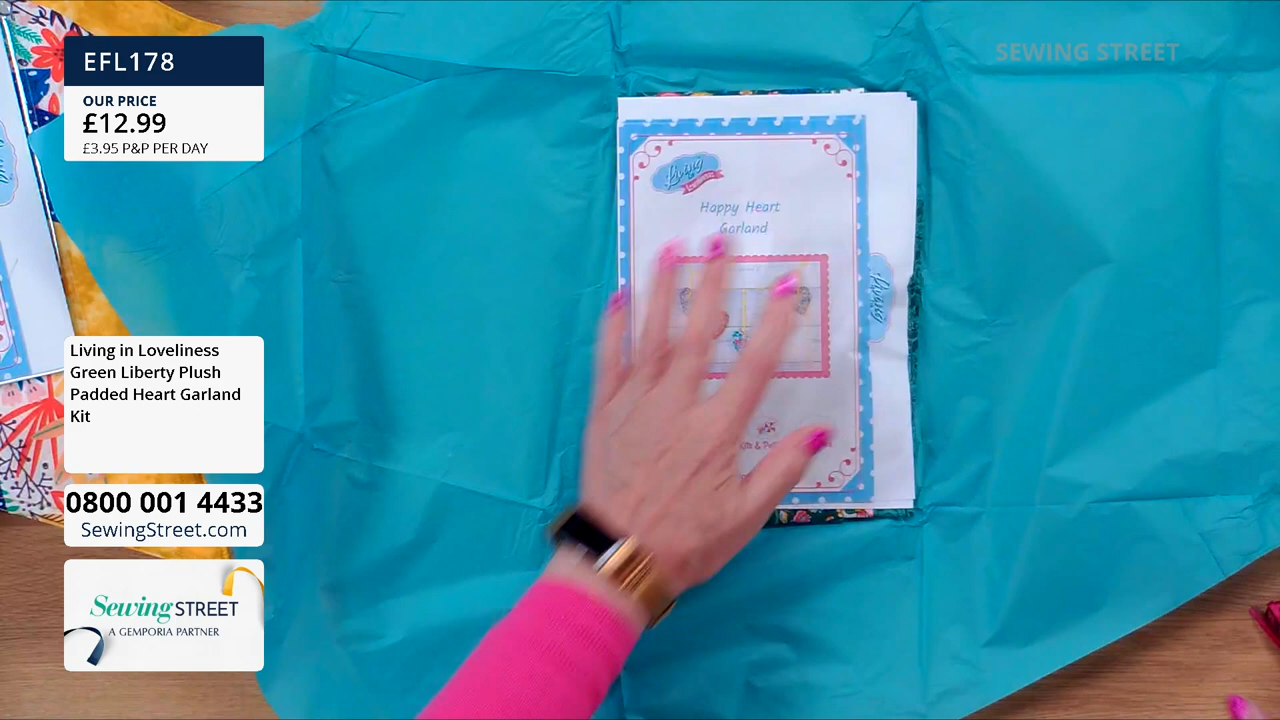 EFL178
OUR PRICE
£12.99
£3.95 P&P PER DAY
SEWING STREET
Living
Happy Heart
Garland
Living
Living in Loveliness
Green Liberty Plush
Padded Heart Garland
Kit
0800 001 4433
SewingStreet.com
Sewing STREET
A GEMPORIA PARTNER